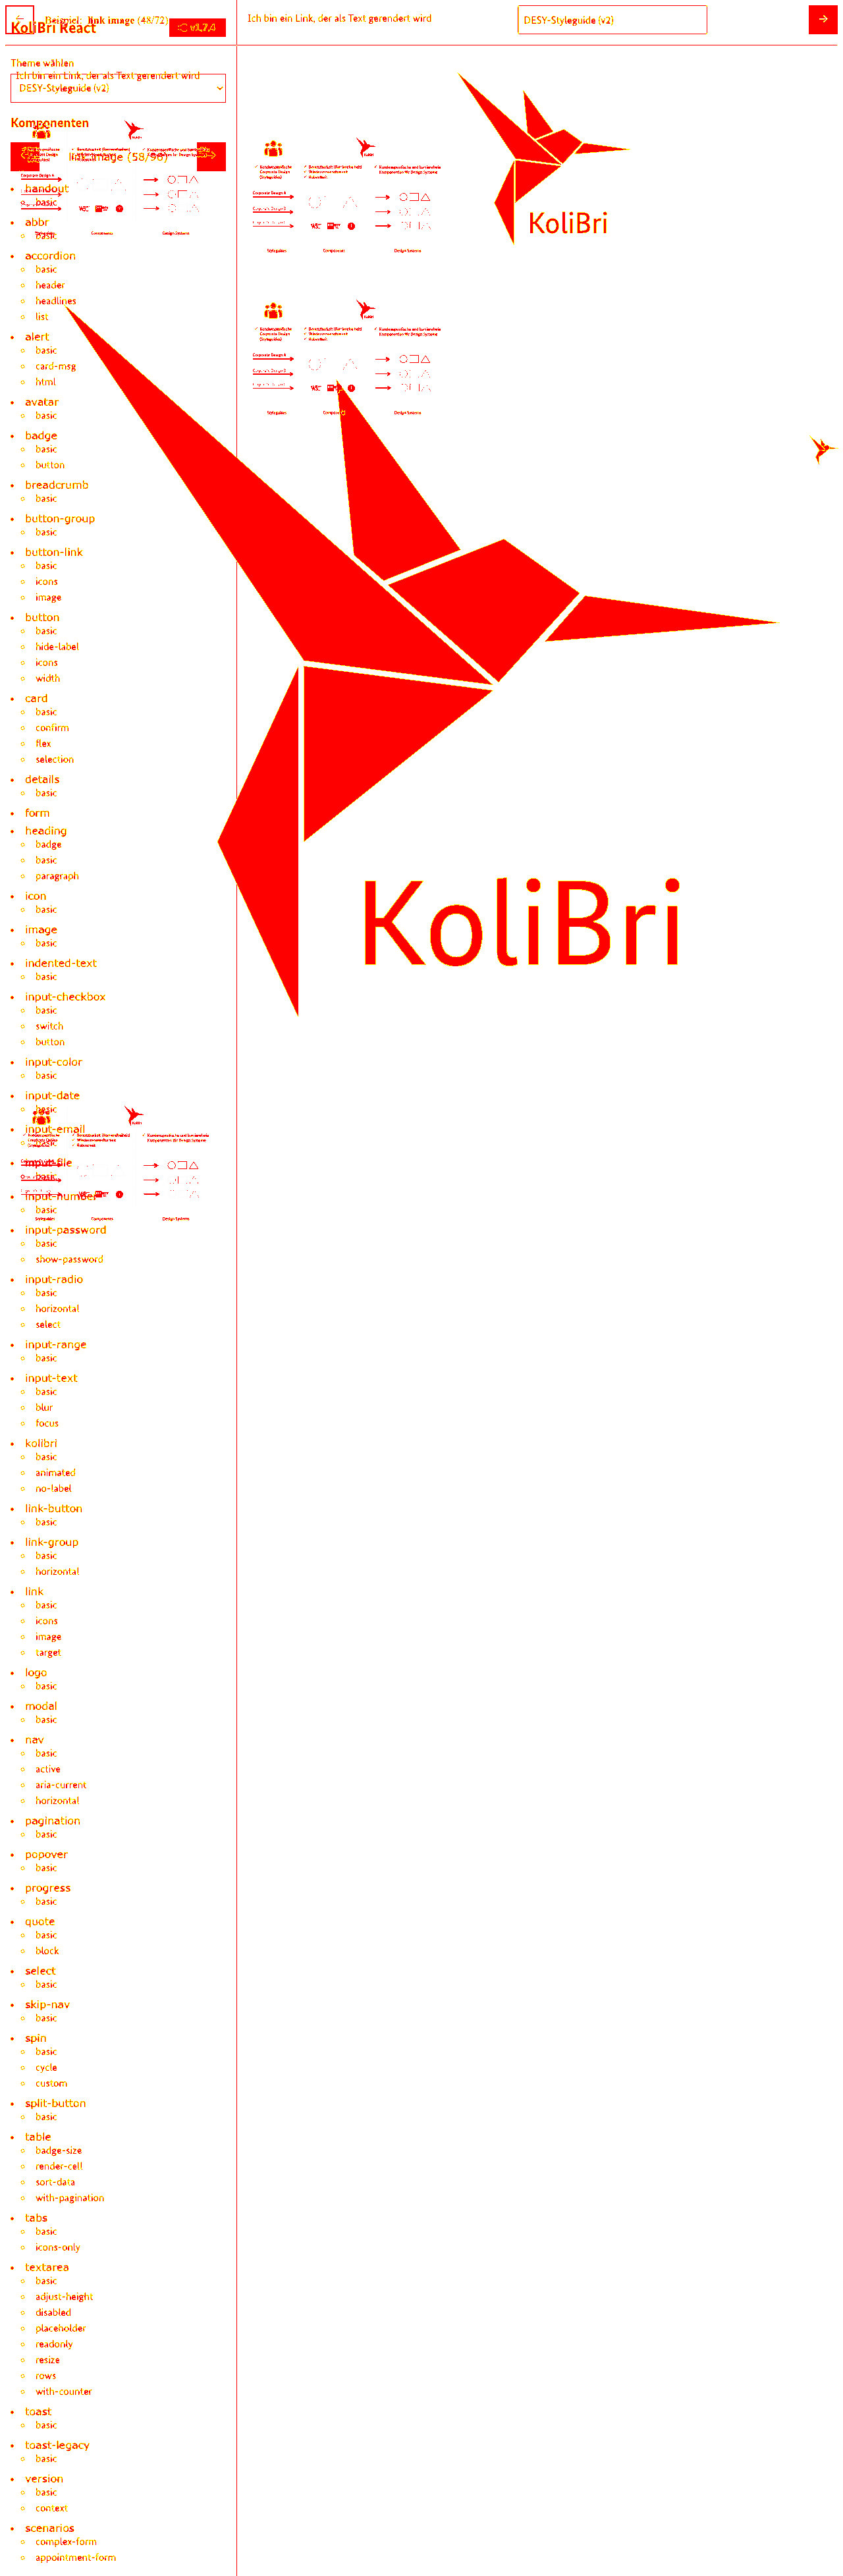 Beispiel: link image (48/72)
KoliBri React
v1.7.0
Ich bin ein Link, der als Text gerendert wird
DESY-Styleguide (v2)
Theme wählen
Ich bin ein Link, der als Text gerendert wird
DESY-Styleguide (v2)
Komponenten
link image (58/90)
handout
basic
abbr
basic
accordion
basic
header
headlines
list
alert
basic
card-msg
html
avatar
basic
badge
basic
button
breadcrumb
basic
button-group
basic
button-link
basic
icons
image
button
basic
hide-label
icons
width
card
basic
confirm
flex
selection
details
basic
form
heading
badge
basic
paragraph
icon
basic
image
basic
indented-text
basic
input-checkbox
basic
switch
button
input-color
basic
input-date
basic
input-email
basic
input-file
basic
input-number
basic
input-password
basic
show-password
input-radio
basic
horizontal
select
input-range
basic
input-text
basic
blur
focus
kolibri
basic
animated
no-label
link-button
basic
link-group
basic
horizontal
link
basic
icons
image
target
logo
basic
modal
basic
nav
basic
active
aria-current
horizontal
pagination
basic
popover
basic
progress
basic
quote
basic
block
select
basic
skip-nav
basic
spin
basic
cycle
custom
split-button
basic
table
badge-size
render-cell
sort-data
with-pagination
tabs
basic
icons-only
textarea
basic
adjust-height
disabled
placeholder
readonly
resize
rows
with-counter
toast
basic
toast-legacy
basic
version
basic
context
scenarios
complex-form
appointment-form
KoliBri
KoliBri